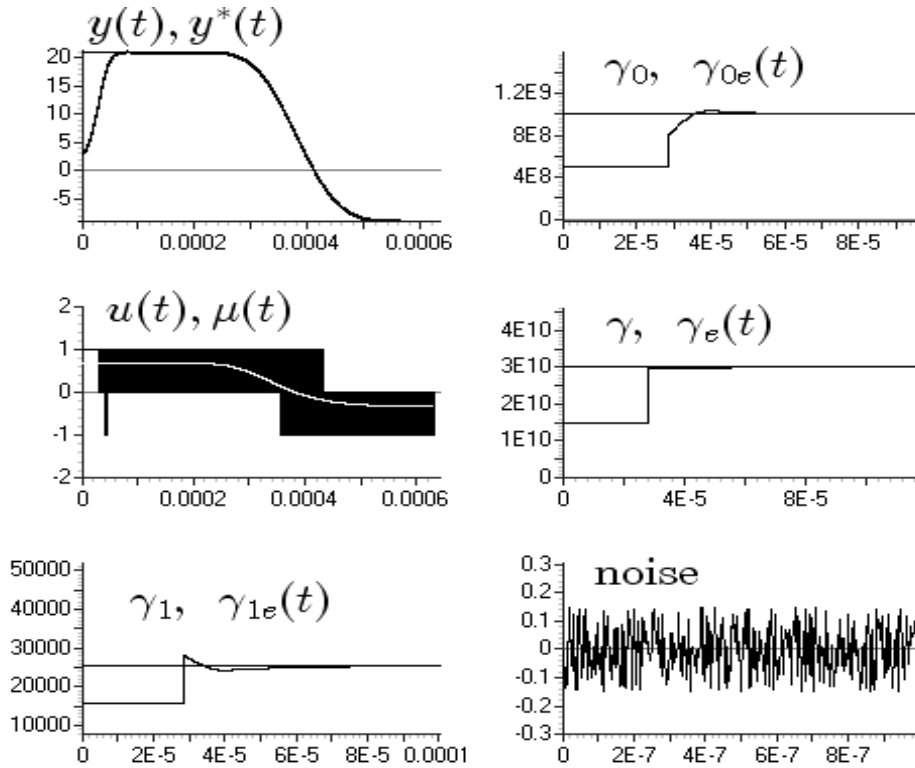 y(t), y*(t)
20
15
10
5
0
-5
0 0.0002 0.0004 0.0006
γ0, γ0e(t)
1.2E9
8E8
4E8
0
0 2E-5 4E-5 6E-5 8E-5
u(t), μ(t)
2
1
0
-1
-2
0 0.0002 0.0004 0.0006
γ, γe(t)
4E10
3E10
2E10
1E10
0
0 4E-5 8E-5
γ1, γ1e(t)
50000
40000
30000
20000
10000
0 2E-5 4E-5 6E-5 0.0001
noise
0.3
0.2
0.1
0
-0.1
-0.2
-0.3
0 2E-7 4E-7 6E-7 8E-7